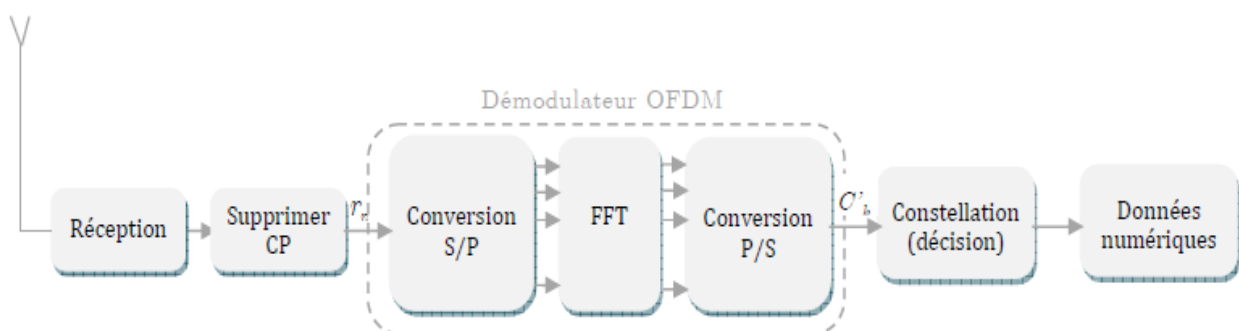 Démodulateur OFDM
Réception
Supprimer
CP
Conversion
S/P
FFT
Conversion
P/S
Constellation
(décision)
Données
numériques